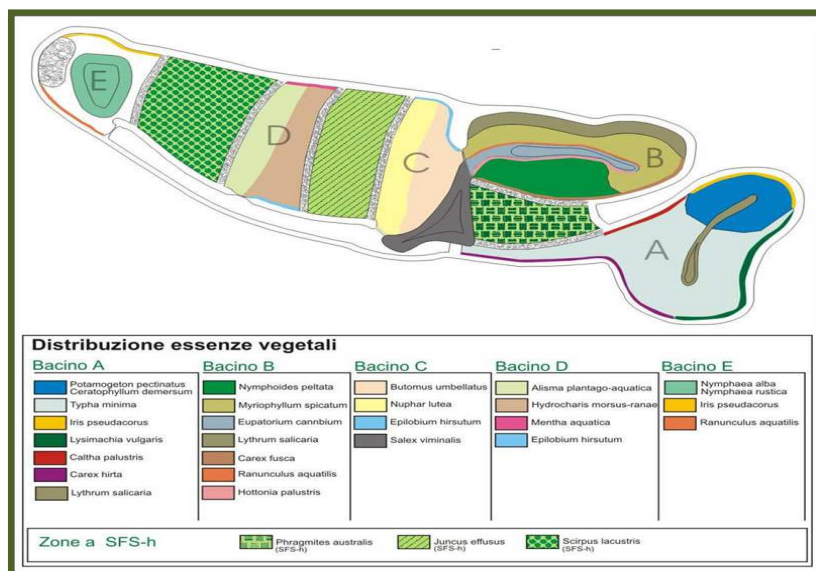 E
D
C
B
A
Distribuzione essenze vegetali
Bacino A
Potamogeton pectinatus
Ceratophyllum demersum
Typha minima
Iris pseudacorus
Lysimachia vulgaris
Caltha palustris
Carex hirta
Lythrum salicaria
Bacino B
Nymphoides peltata
Myriophyllum spicatum
Eupatorium cannbium
Lythrum salicaria
Carex fusca
Ranunculus aquatilis
Hottonia palustris
Bacino C
Butomus umbellatus
Nuphar lutea
Epilobium hirsutum
Salex viminalis
Bacino D
Alisma plantago-aquatica
Hydrocharis morsus-ranae
Mentha aquatica
Epilobium hirsutum
Bacino E
Nymphaea alba
Nymphaea rustica
Iris pseudacorus
Ranunculus aquatilis
Zone a SFS-h
Phragmites australis
(SFS-h)
Juncus effusus
(SFS-h)
Scirpus lacustris
(SFS-h)